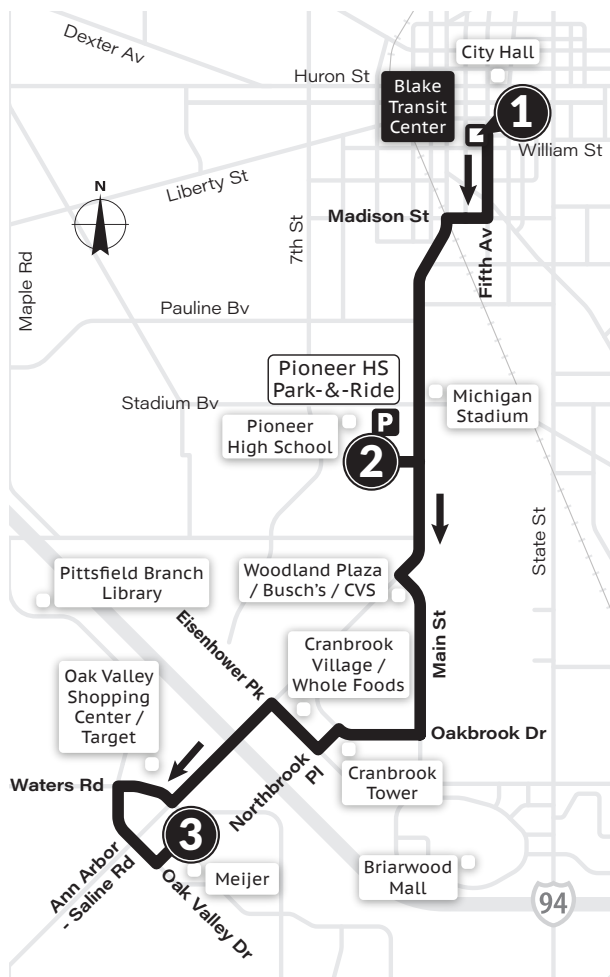 Dexter Av
City Hall
Huron St
Blake
Transit
Center
1
William St
N
Liberty St
Madison St
7th St
Fifth Av
Maple Rd
Pauline Bv
Pioneer HS
Park-&-Ride
Stadium Bv
P
Michigan
Stadium
Pioneer
High School
2
State St
Pittsfield Branch
Library
Woodland Plaza
/ Busch's / CVS
Eisenhower Pk
Main St
Cranbrook
Village /
Whole Foods
Oak Valley
Shopping
Center /
Target
Oakbrook Dr
Northbrook
Pl
Cranbrook
Tower
Waters Rd
3
Ann Arbor
- Saline Rd
Oak Valley Dr
Meijer
Briarwood
Mall
94